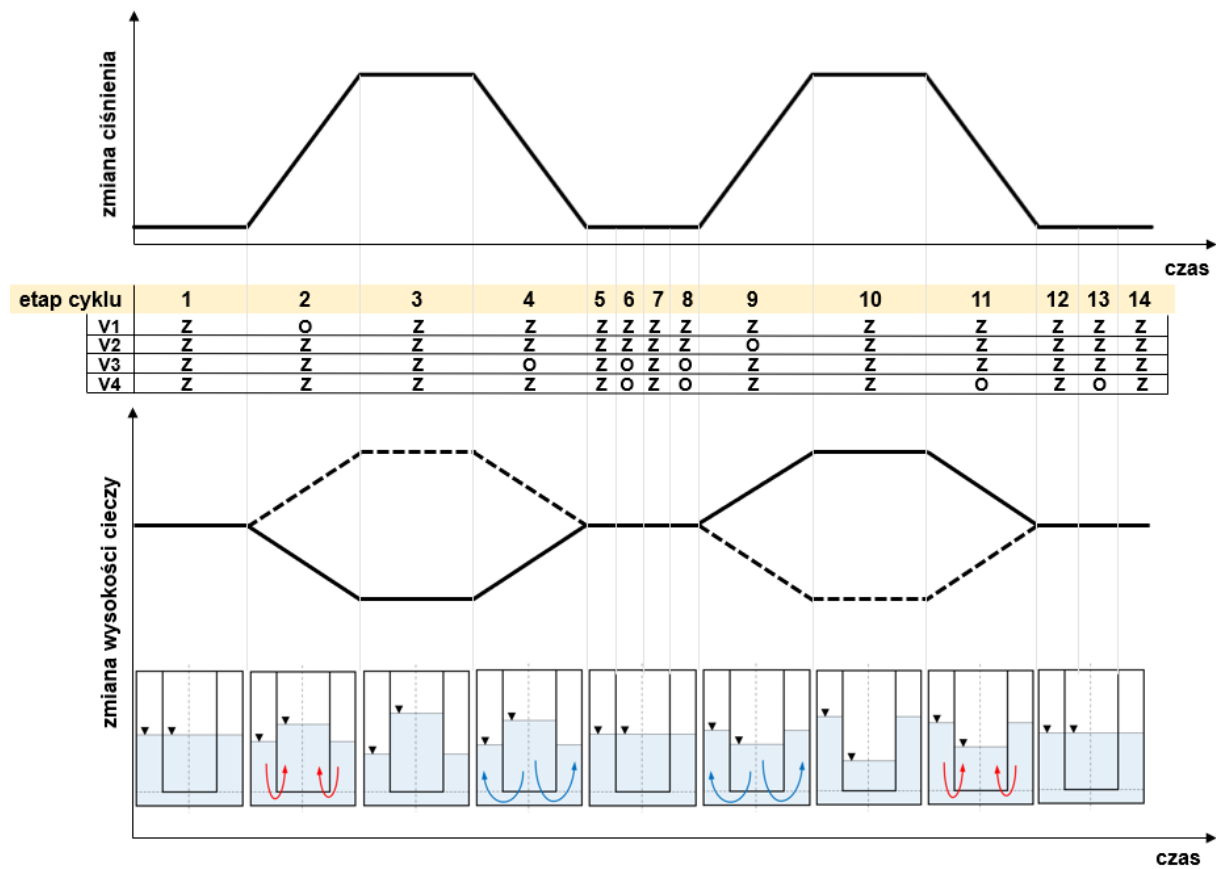 zmiana ciśnienia
czas
etap cyklu 1 2 3 4 5 6 7 8 9 10 11 12 13 14
V1 Z O Z Z Z Z Z Z Z Z Z Z Z Z
V2 Z Z Z Z Z Z Z Z O Z Z Z Z Z
V3 Z Z Z O Z O Z O Z Z Z Z Z Z
V4 Z Z Z Z Z O Z O Z Z O Z O Z
zmiana wysokości cieczy
czas